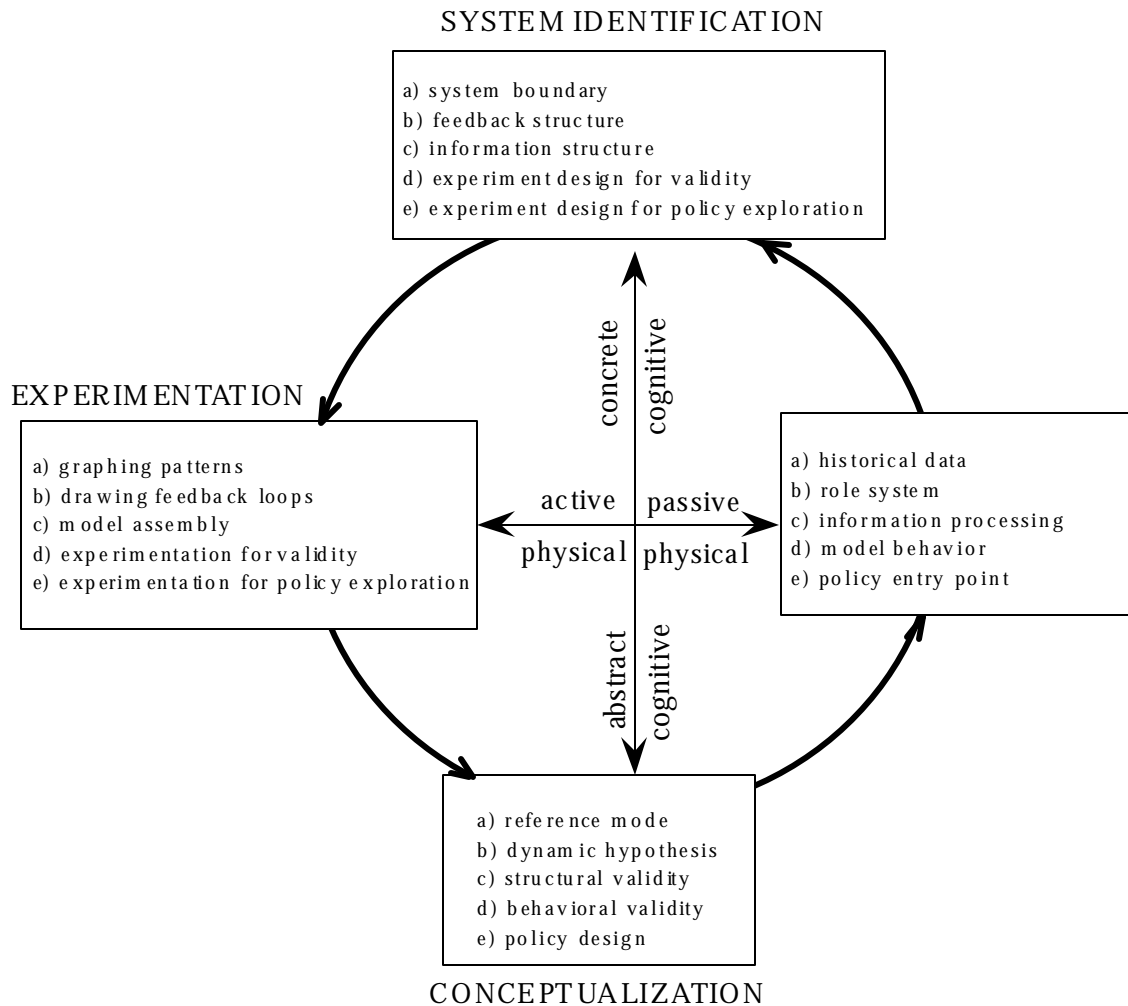 SYSTEM IDENTIFICATION
a) system boundary
b) feedback structure
c) information structure
d) experiment design for validity
e) experiment design for policy exploration
concrete
cognitive
EXPERIMENTATION
a) graphing patterns
b) drawing feedback loops
c) model assembly
d) experimentation for validity
e) experimentation for policy exploration
active
passive
physical
physical
a) historical data
b) role system
c) information processing
d) model behavior
e) policy entry point
abstract
cognitive
a) reference mode
b) dynamic hypothesis
c) structural validity
d) behavioral validity
e) policy design
CONCEPTUALIZATION